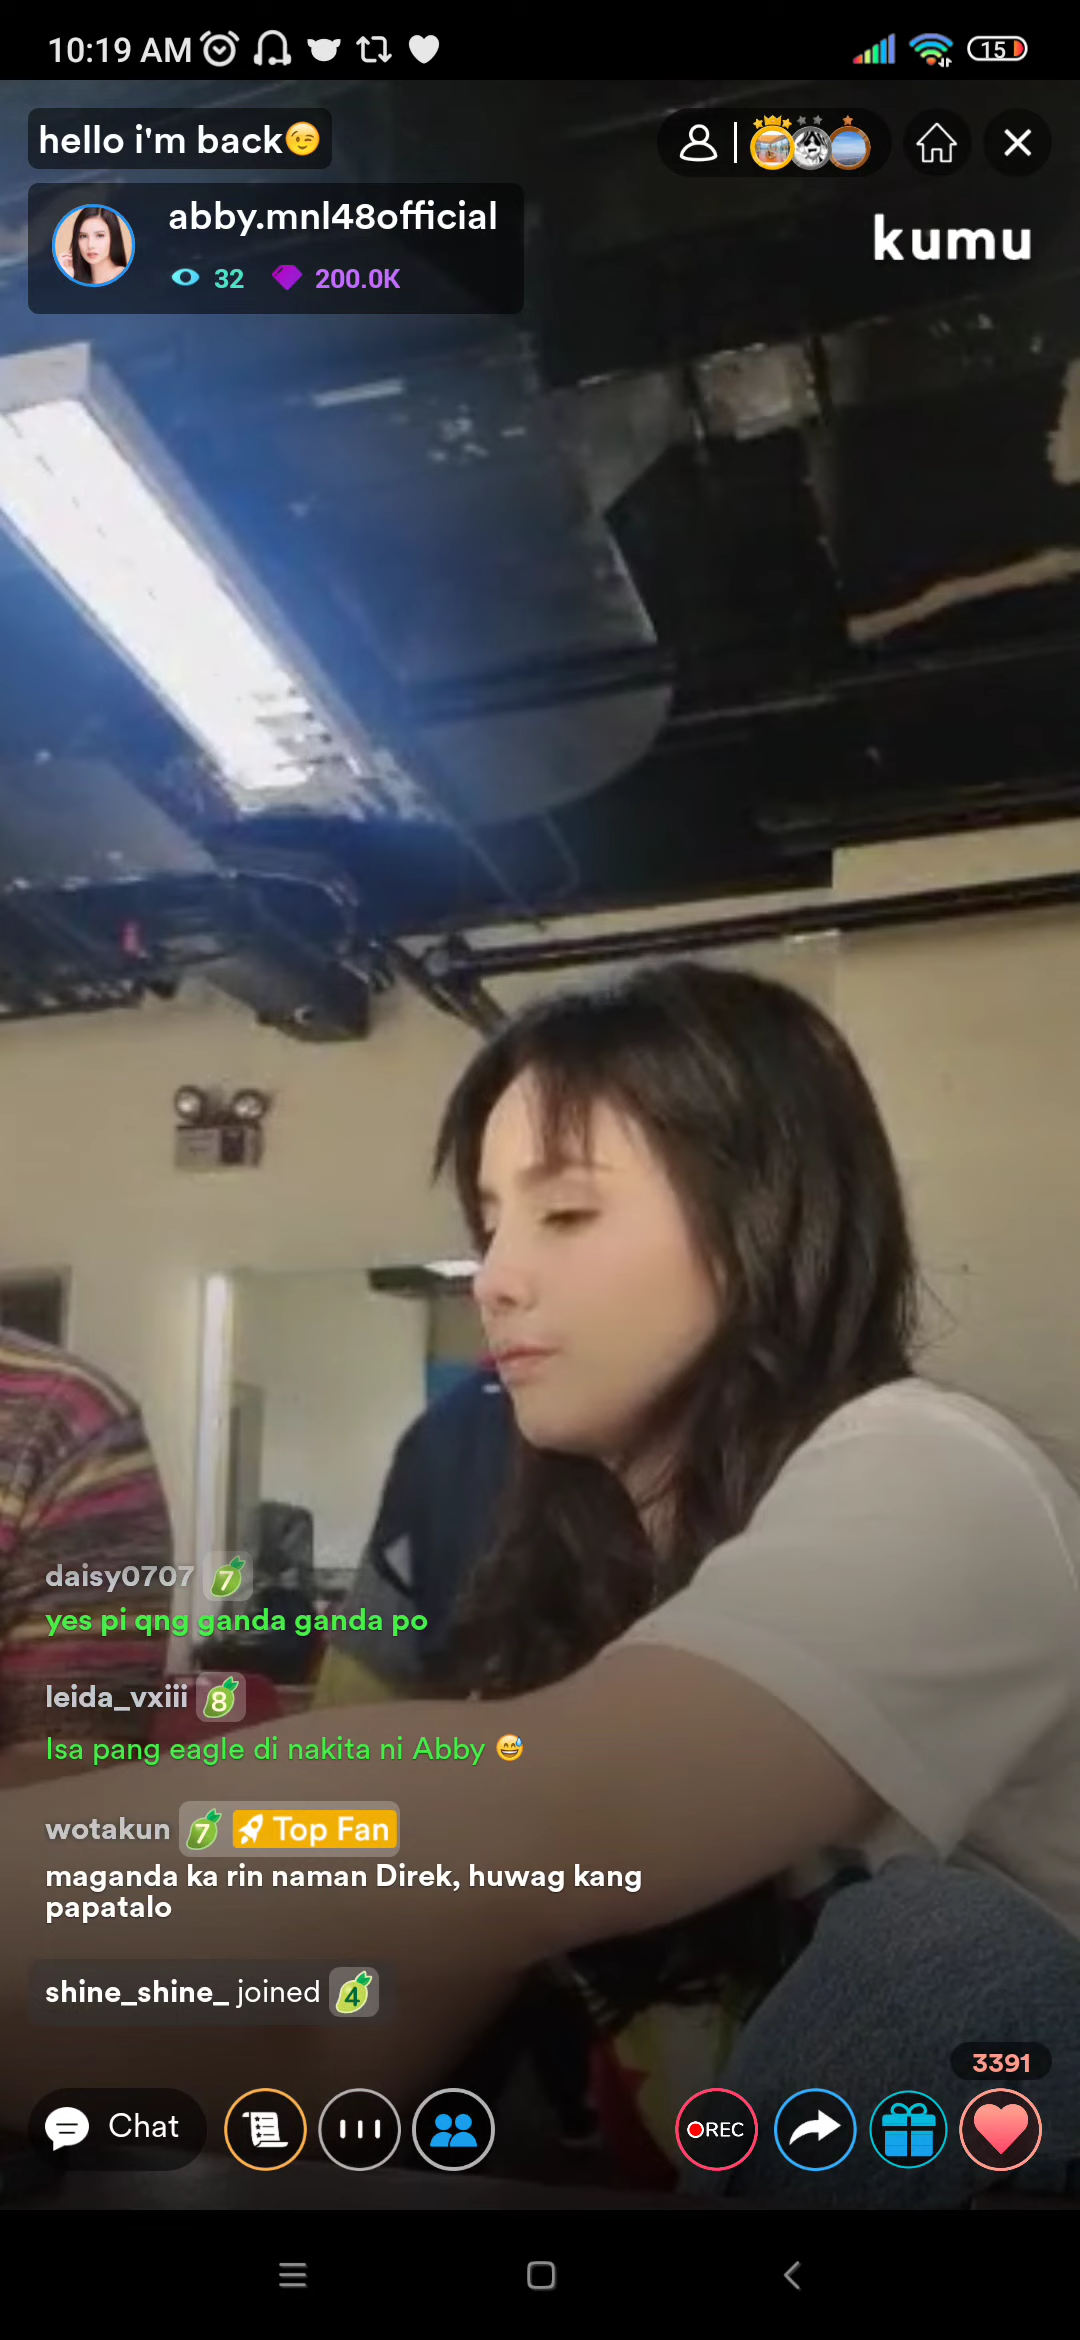 10:19 AM
15
hello i'm back😉
abby.mnl48official
32 200.0K
kumu
daisy0707 7
yes pi qng ganda ganda po
leida_vxiii 8
Isa pang eagle di nakita ni Abby 😅
wotakun 7 Top Fan
maganda ka rin naman Direk, huwag kang
papatalo
shine_shine_ joined 4
3391
Chat
REC